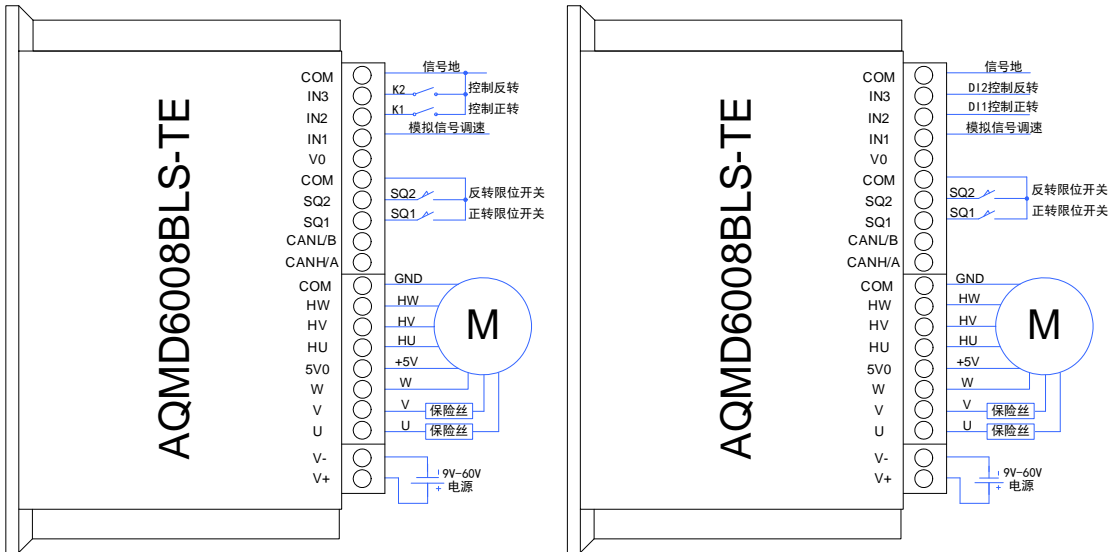 AQMD6008BLS-TE
COM
IN3
IN2
IN1
V0
COM
SQ2
SQ1
CANL/B
CANH/A
COM
HW
HV
HU
5V0
W
V
U
V-
V+
信号地
K2
控制反转
K1
控制正转
模拟信号调速
SQ2
反转限位开关
SQ1
正转限位开关
GND
HW
HV
HU
+5V
W
V
保险丝
U
保险丝
M
9V-60V
+
电源
AQMD6008BLS-TE
COM
IN3
IN2
IN1
V0
COM
SQ2
SQ1
CANL/B
CANH/A
COM
HW
HV
HU
5V0
W
V
U
V-
V+
信号地
DI2控制反转
DI1控制正转
模拟信号调速
SQ2
反转限位开关
SQ1
正转限位开关
GND
HW
HV
HU
+5V
W
V
保险丝
U
保险丝
M
9V-60V
+
电源